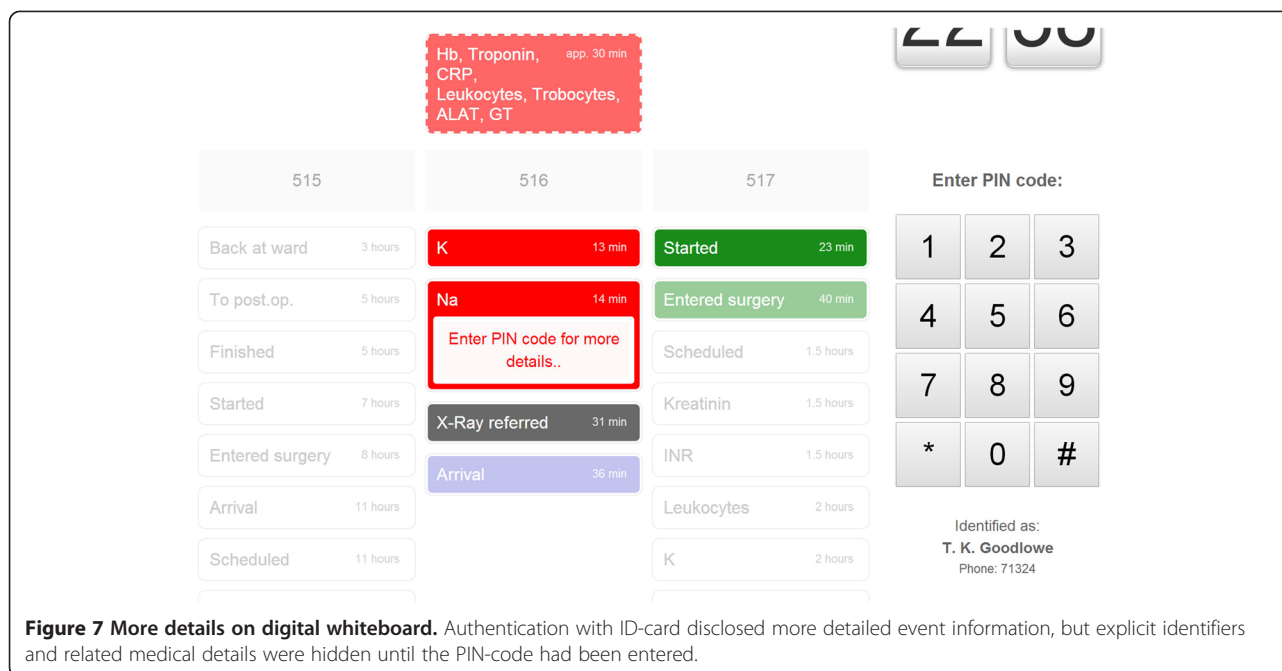 Hb, Troponin, app. 30 min
CRP,
Leukocytes, Trobocytes,
ALAT, GT
515
516
517
Back at ward 3 hours
To post.op. 5 hours
Finished 5 hours
Started 7 hours
Entered surgery 8 hours
Arrival 11 hours
Scheduled 11 hours
K 13 min
Na 14 min
Enter PIN code for more
details..
X-Ray referred 31 min
Arrival 36 min
Started 23 min
Entered surgery 40 min
Scheduled 1.5 hours
Kreatinin 1.5 hours
INR 1.5 hours
Leukocytes 2 hours
K 2 hours
Enter PIN code:
1 2 3
4 5 6
7 8 9
* 0 #
Identified as:
T. K. Goodlowe
Phone: 71324
Figure 7 More details on digital whiteboard. Authentication with ID-card disclosed more detailed event information, but explicit identifiers
and related medical details were hidden until the PIN-code had been entered.